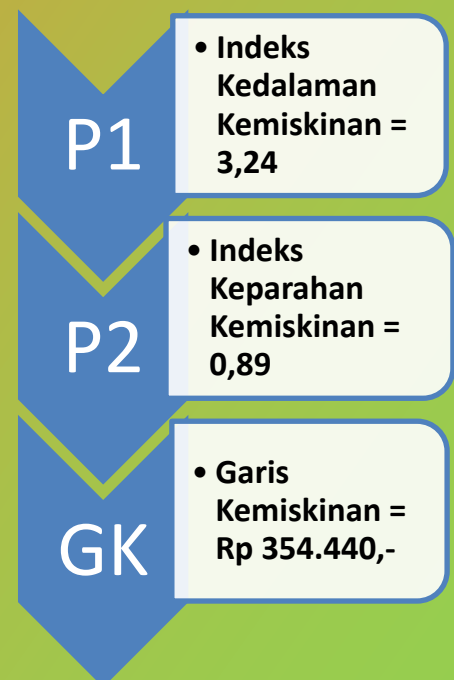 P1
• Indeks
Kedalaman
Kemiskinan =
3,24
P2
• Indeks
Keparahan
Kemiskinan =
0,89
GK
• Garis
Kemiskinan =
Rp 354.440,-